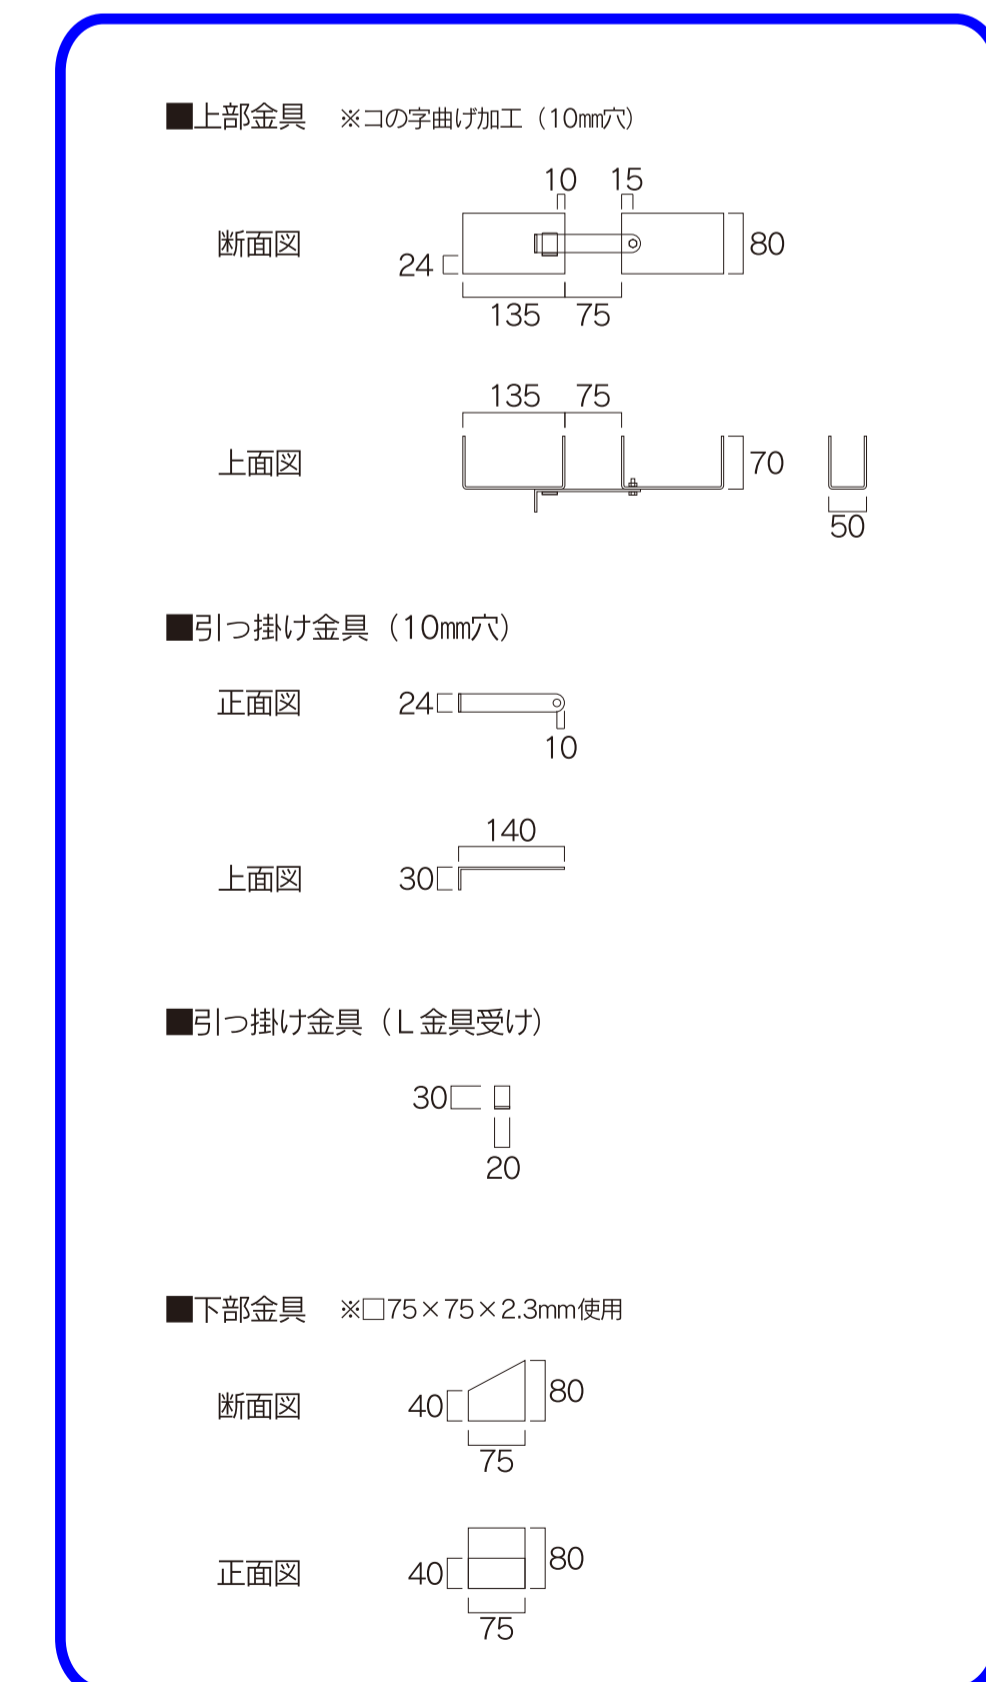 ■上部金具　※コの字曲げ加工（10㎜穴）
10　15
断面図
24
80
135　75
135　75
上面図
70
50
■引っ掛け金具（10㎜穴）
正面図
24
10
140
上面図
30
■引っ掛け金具（L金具受け）
30
20
■下部金具　※□75×75×2.3mm使用
断面図
40
80
75
正面図
40
80
75